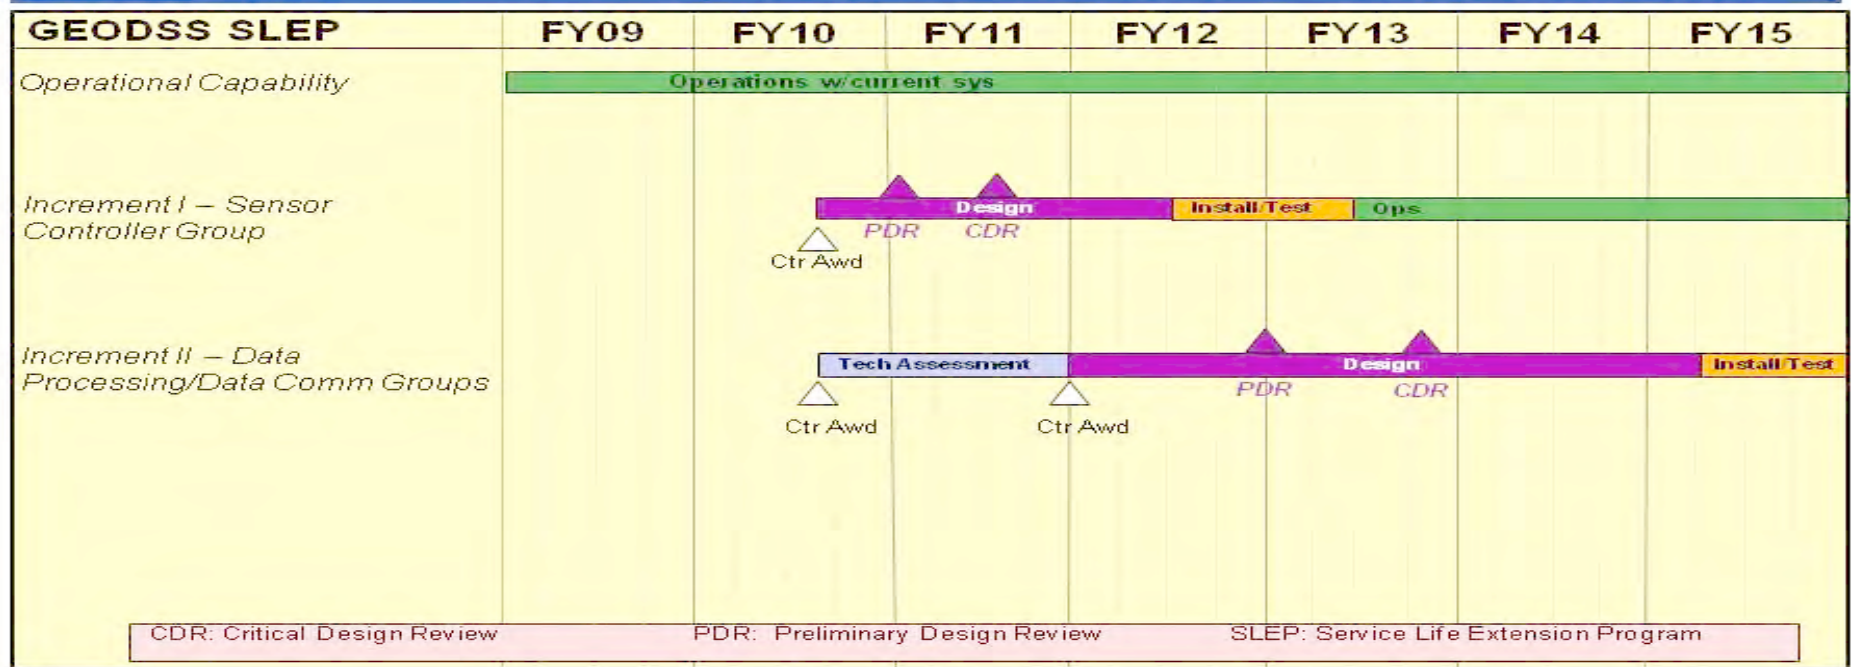 GEODSS SLEP FY09 FY10 FY11 FY12 FY13 FY14 FY15
Operational Capability
Operations w/current sys
Increment I – Sensor
Controller Group
Design
Install/Test
Ops
PDR
CDR
Ctr Awd
Increment II – Data
Processing/Data Comm Groups
Tech Assessment
Design
Install/Test
PDR
CDR
Ctr Awd
Ctr Awd
CDR: Critical Design Review PDR: Preliminary Design Review SLEP: Service Life Extension Program